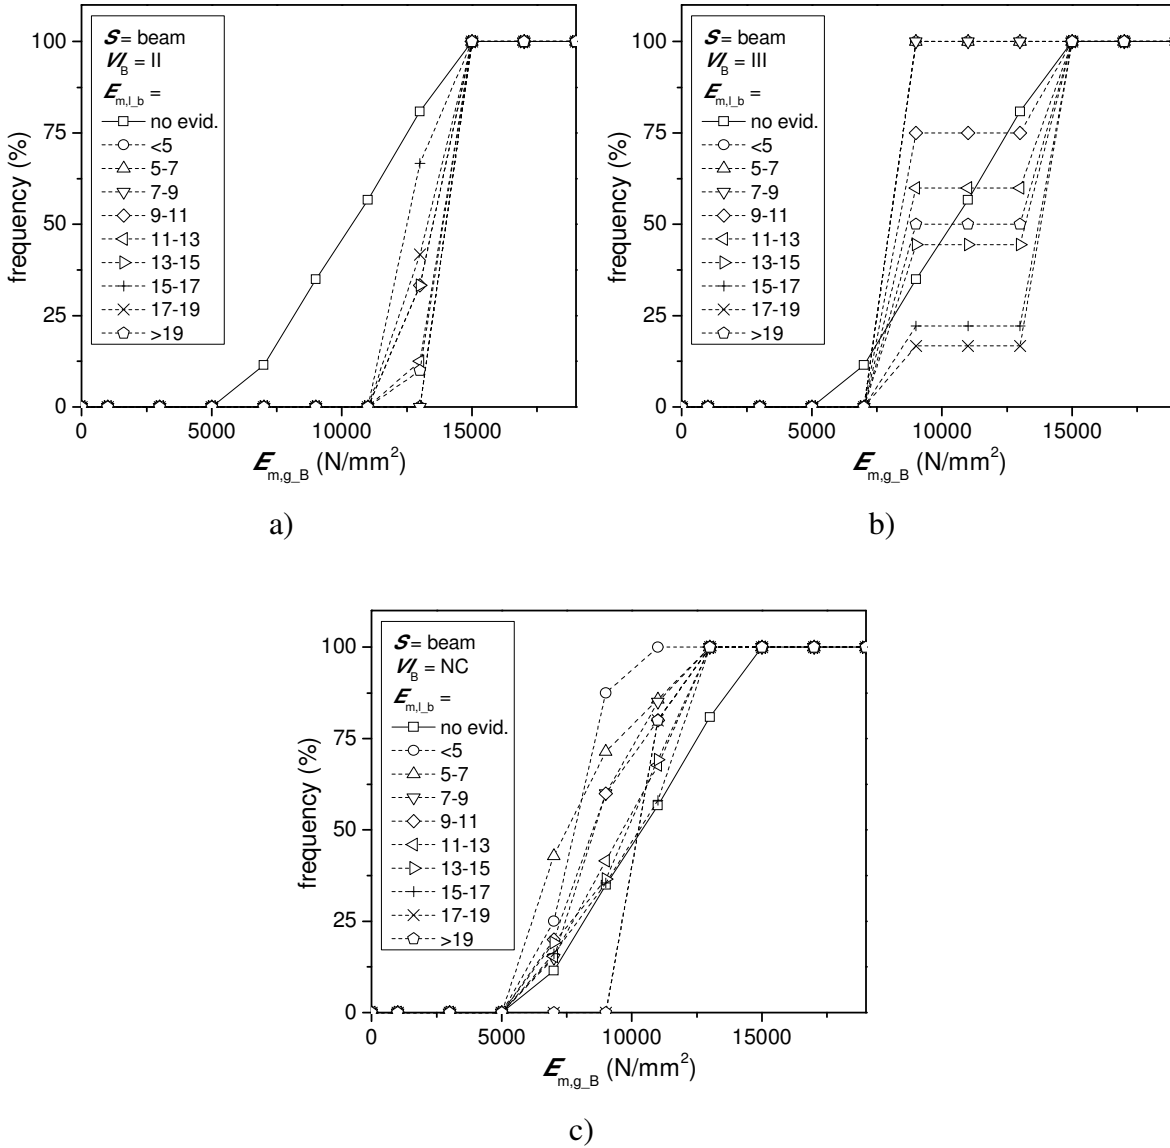 100
75
50
25
0
frequency (%)
S = beam
VI_B = II
E_m,l_b =
no evid.
<5
5-7
7-9
9-11
11-13
13-15
15-17
17-19
>19
0 5000 10000 15000
E_m,g_B (N/mm²)
a)
100
75
50
25
0
frequency (%)
S = beam
VI_B = III
E_m,l_b =
no evid.
<5
5-7
7-9
9-11
11-13
13-15
15-17
17-19
>19
0 5000 10000 15000
E_m,g_B (N/mm²)
b)
100
75
50
25
0
frequency (%)
S = beam
VI_B = NC
E_m,l_b =
no evid.
<5
5-7
7-9
9-11
11-13
13-15
15-17
17-19
>19
0 5000 10000 15000
E_m,g_B (N/mm²)
c)